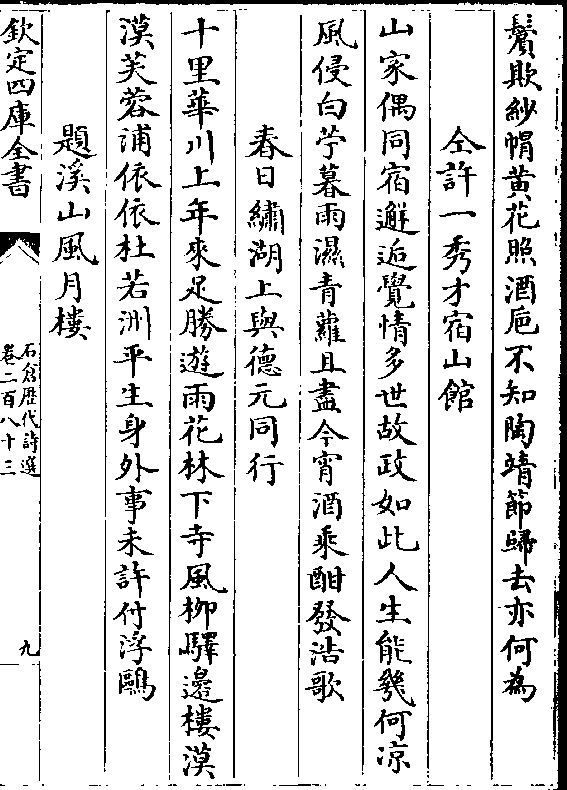 鬢欺紗帽黄花照酒巵不知陶靖節歸去亦何為
仝許一秀才宿山館
山家偶同宿邂逅覺情多世故政如此人生能幾何凉
風侵白苧暮雨濕青蘿且盡今宵酒乘酣發浩歌
春日繡湖上與德元同行
十里華川上年來足勝遊雨花林下寺風柳驛邊樓漠
漠芙蓉浦依依杜若洲平生身外事未許付浮鷗
題溪山風月樓
欽定四庫全書
石倉歴代詩選
卷二百八十三
九